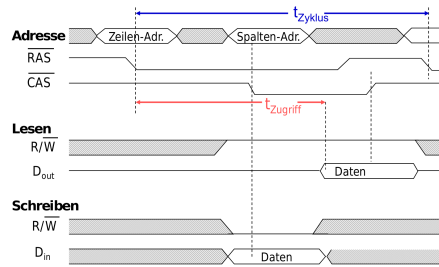 tZyklus
Adresse Zeilen-Adr. Spalten-Adr.
RAS
CAS
tZugriff
Lesen
R/W
Dout Daten
Schreiben
R/W
Din Daten